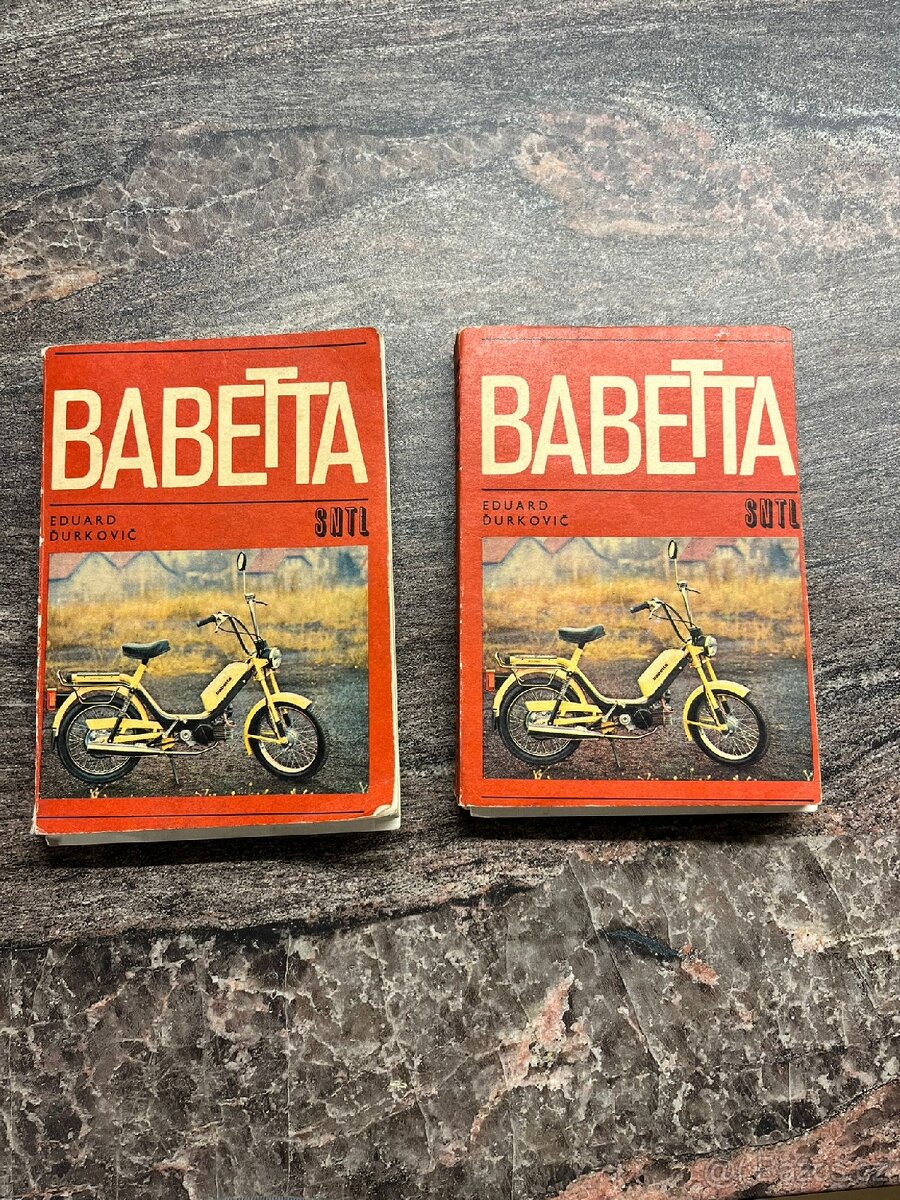 BABETTA
EDUARD
ĎURKOVIČ
SNTL
BABETTA
EDUARD
ĎURKOVIČ
SNTL